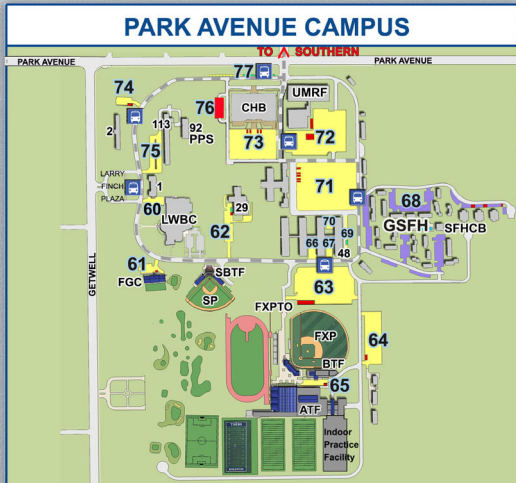 PARK AVENUE CAMPUS
TO SOUTHERN
PARK AVENUE
PARK AVENUE
77
74
UMRF
76
CHB
113
2
92
PPS
73
72
75
LARRY
FINCH
PLAZA
1
71
60
29
68
LWBC
62
70
69
GSFH
SFHCB
66
67
48
61
FGC
SBTF
GETWELL
SP
63
FXPTO
FXP
64
BTF
65
ATF
Indoor
Practice
Facility